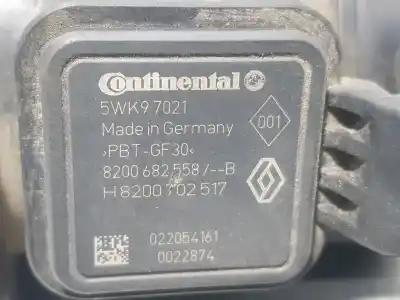 Continental
5WK9 7021
Made in Germany
001
›PBT-GF30‹
8200 682 558 /--B
H 8200 702 517
022054161
0022874